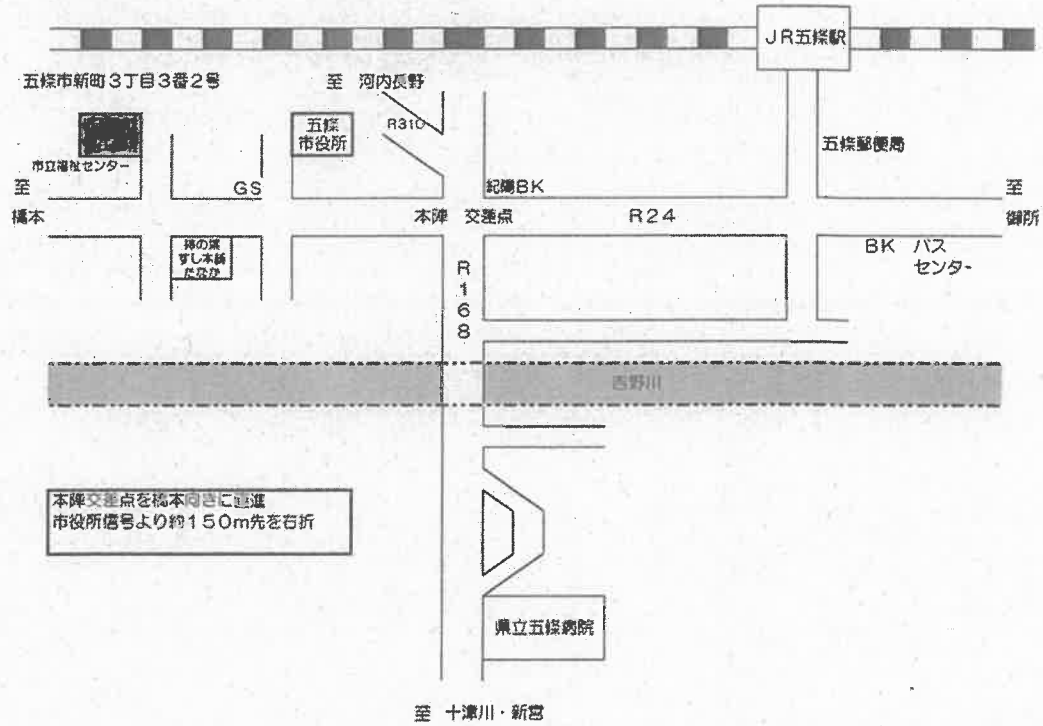 JR五條駅
五條市新町3丁目3番2号
至 河内長野
R310
五條
市役所
五條郵便局
市立福祉センター
至
橋本
GS
紀陽BK
至
御所
本陣 交差点
R24
柿の葉
すし本舗
たなか
BK バス
センター
R168
吉野川
本陣交差点を橋本向きに直進
市役所信号より約150m先を右折
県立五條病院
至 十津川・新宮